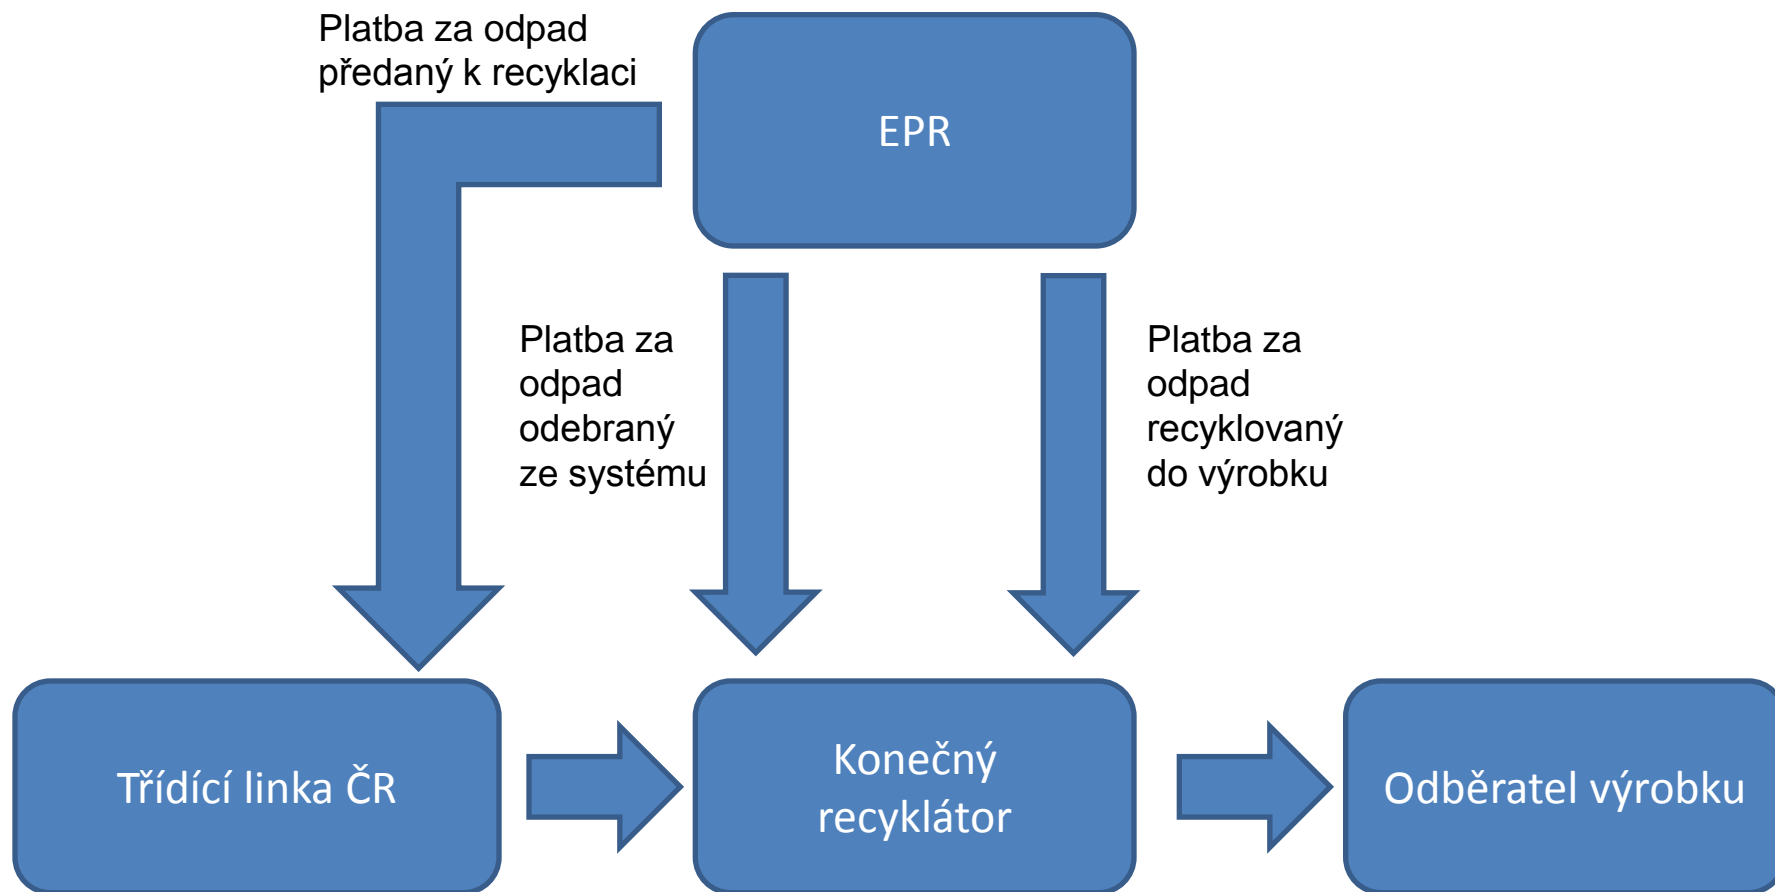 Platba za odpad
předaný k recyklaci
EPR
Platba za
odpad
odebraný
ze systému
Platba za
odpad
recyklovaný
do výrobku
Třídící linka ČR
Konečný
recyklátor
Odběratel výrobku